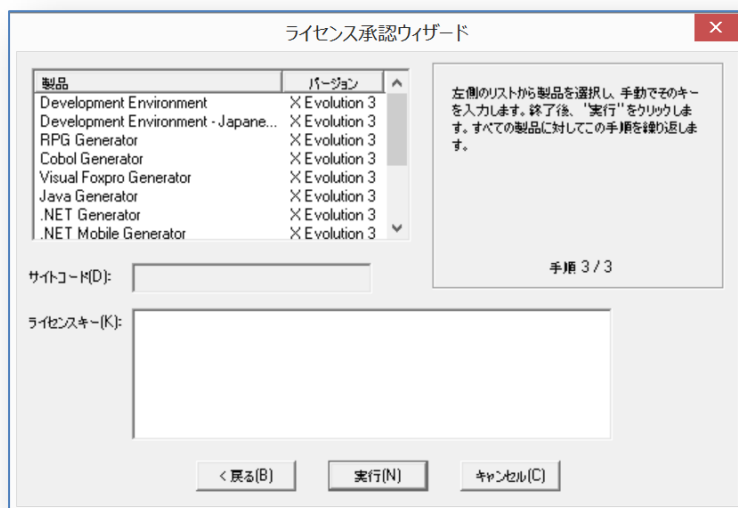 ライセンス承認ウィザード
製品 バージョン
Development Environment X Evolution 3
Development Environment - Japane... X Evolution 3
RPG Generator X Evolution 3
Cobol Generator X Evolution 3
Visual Foxpro Generator X Evolution 3
Java Generator X Evolution 3
.NET Generator X Evolution 3
.NET Mobile Generator X Evolution 3
左側のリストから製品を選択し、手動でそのキー
を入力します。終了後、"実行"をクリックしま
す。すべての製品に対してこの手順を繰り返しま
す。
手順 3 / 3
サイトコード(D):
ライセンスキー(K):
< 戻る(B) 実行(N) キャンセル(C)